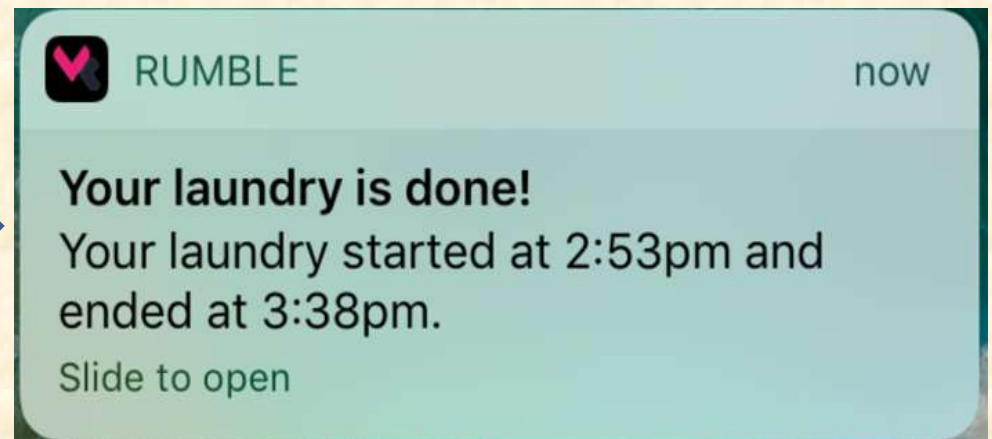 RUMBLE
now
Your laundry is done!
Your laundry started at 2:53pm and
ended at 3:38pm.
Slide to open